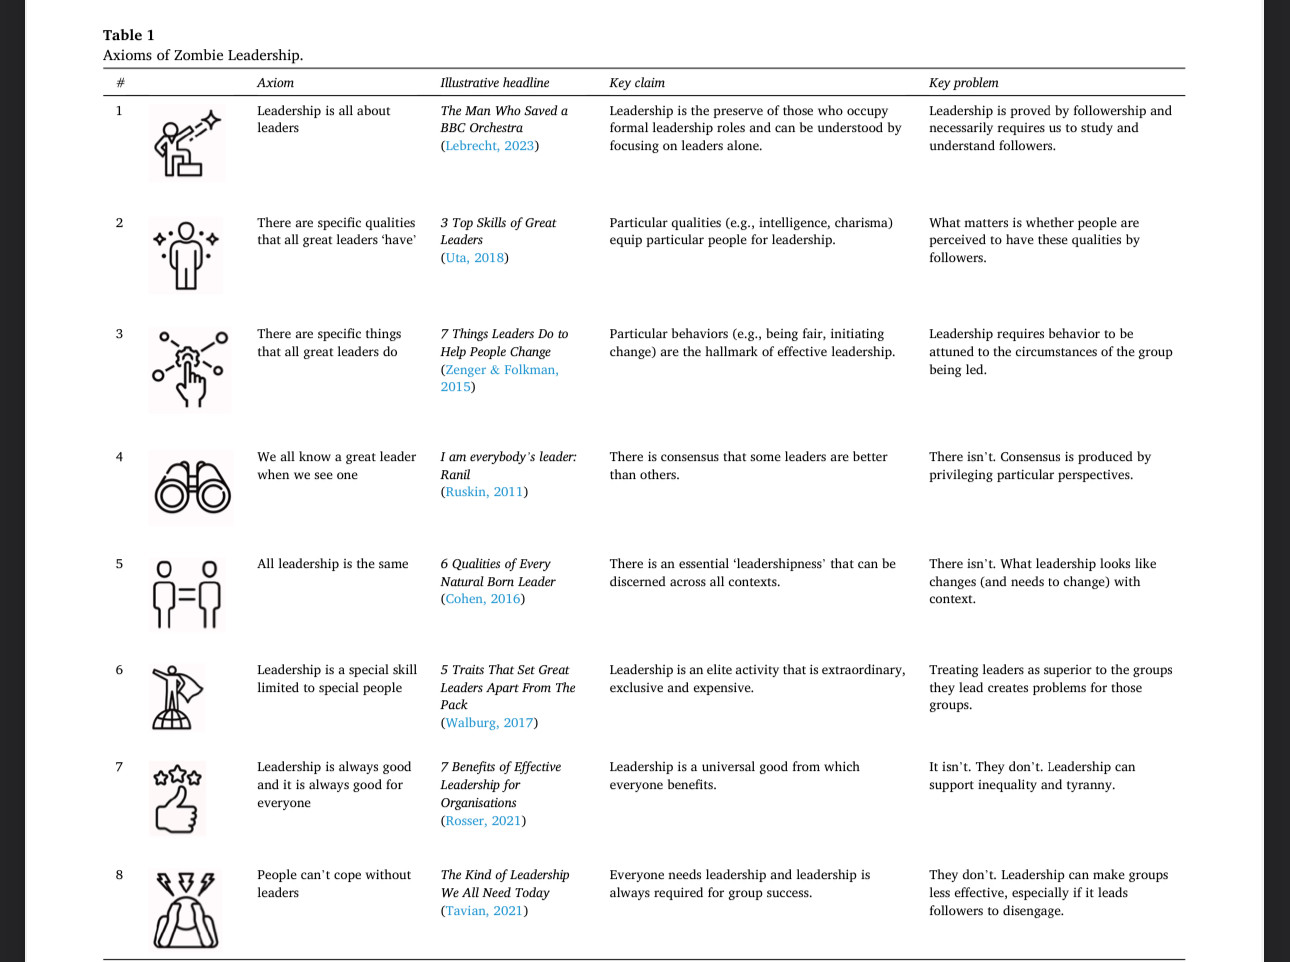 Table 1
Axioms of Zombie Leadership.
# Axiom Illustrative headline Key claim Key problem
1 Leadership is all about The Man Who Saved a Leadership is the preserve of those who occupy Leadership is proved by followership and
leaders BBC Orchestra formal leadership roles and can be understood by necessarily requires us to study and
(Lebrecht, 2023) focusing on leaders alone. understand followers.
2 There are specific qualities 3 Top Skills of Great Particular qualities (e.g., intelligence, charisma) What matters is whether people are
that all great leaders ‘have’ Leaders equip particular people for leadership. perceived to have these qualities by
(Uta, 2018) followers.
3 There are specific things 7 Things Leaders Do to Particular behaviors (e.g., being fair, initiating Leadership requires behavior to be
that all great leaders do Help People Change change) are the hallmark of effective leadership. attuned to the circumstances of the group
(Zenger & Folkman, being led.
2015)
4 We all know a great leader I am everybody’s leader: There is consensus that some leaders are better There isn’t. Consensus is produced by
when we see one Ranil than others. privileging particular perspectives.
(Ruskin, 2011)
5 All leadership is the same 6 Qualities of Every There is an essential ‘leadershipness’ that can be There isn’t. What leadership looks like
Natural Born Leader discerned across all contexts. changes (and needs to change) with
(Cohen, 2016) context.
6 Leadership is a special skill 5 Traits That Set Great Leadership is an elite activity that is extraordinary, Treating leaders as superior to the groups
limited to special people Leaders Apart From The exclusive and expensive. they lead creates problems for those
Pack groups.
(Walburg, 2017)
7 Leadership is always good 7 Benefits of Effective Leadership is a universal good from which It isn’t. They don’t. Leadership can
and it is always good for Leadership for everyone benefits. support inequality and tyranny.
everyone Organisations
(Rosser, 2021)
8 People can’t cope without The Kind of Leadership Everyone needs leadership and leadership is They don’t. Leadership can make groups
leaders We All Need Today always required for group success. less effective, especially if it leads
(Tavian, 2021) followers to disengage.